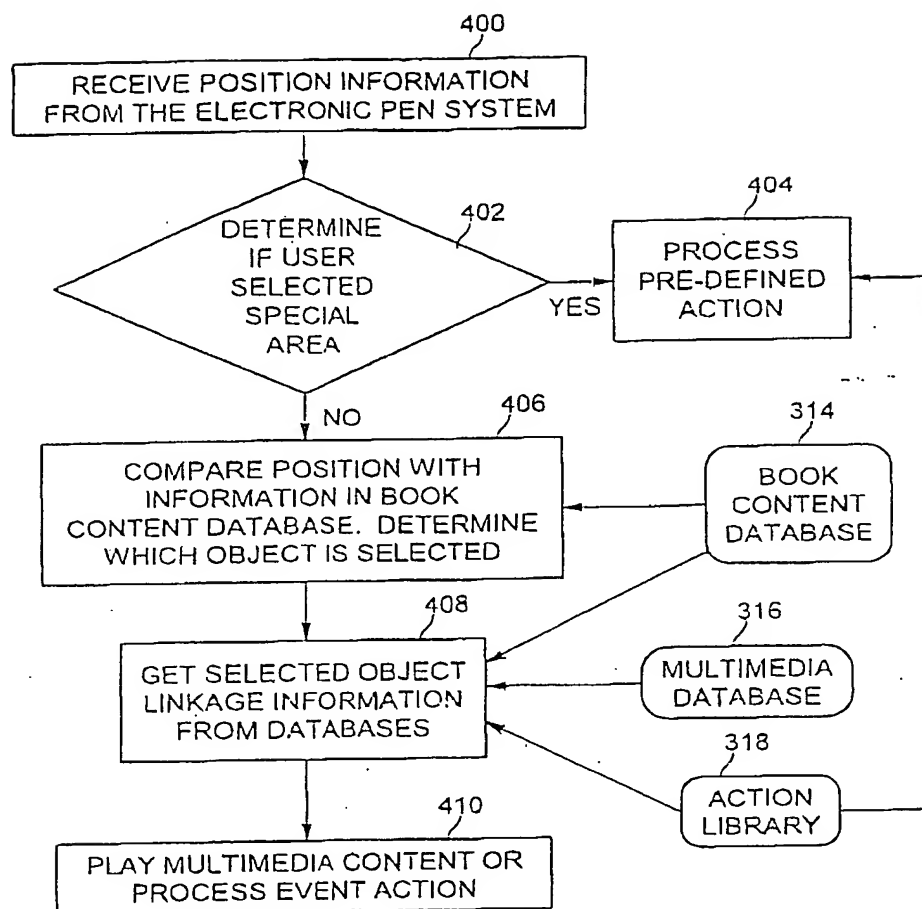 400
RECEIVE POSITION INFORMATION
FROM THE ELECTRONIC PEN SYSTEM
402
DETERMINE
IF USER
SELECTED
SPECIAL
AREA
YES
404
PROCESS
PRE-DEFINED
ACTION
NO
406
COMPARE POSITION WITH
INFORMATION IN BOOK
CONTENT DATABASE. DETERMINE
WHICH OBJECT IS SELECTED
314
BOOK
CONTENT
DATABASE
408
GET SELECTED OBJECT
LINKAGE INFORMATION
FROM DATABASES
316
MULTIMEDIA
DATABASE
318
ACTION
LIBRARY
410
PLAY MULTIMEDIA CONTENT OR
PROCESS EVENT ACTION